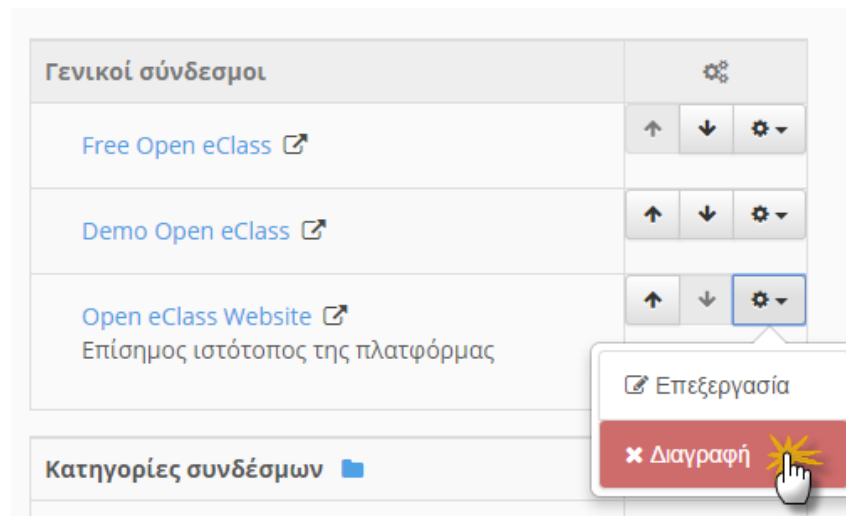 Γενικοί σύνδεσμοι
Free Open eClass
Demo Open eClass
Open eClass Website
Επίσημος ιστότοπος της πλατφόρμας
Επεξεργασία
Διαγραφή
Κατηγορίες συνδέσμων